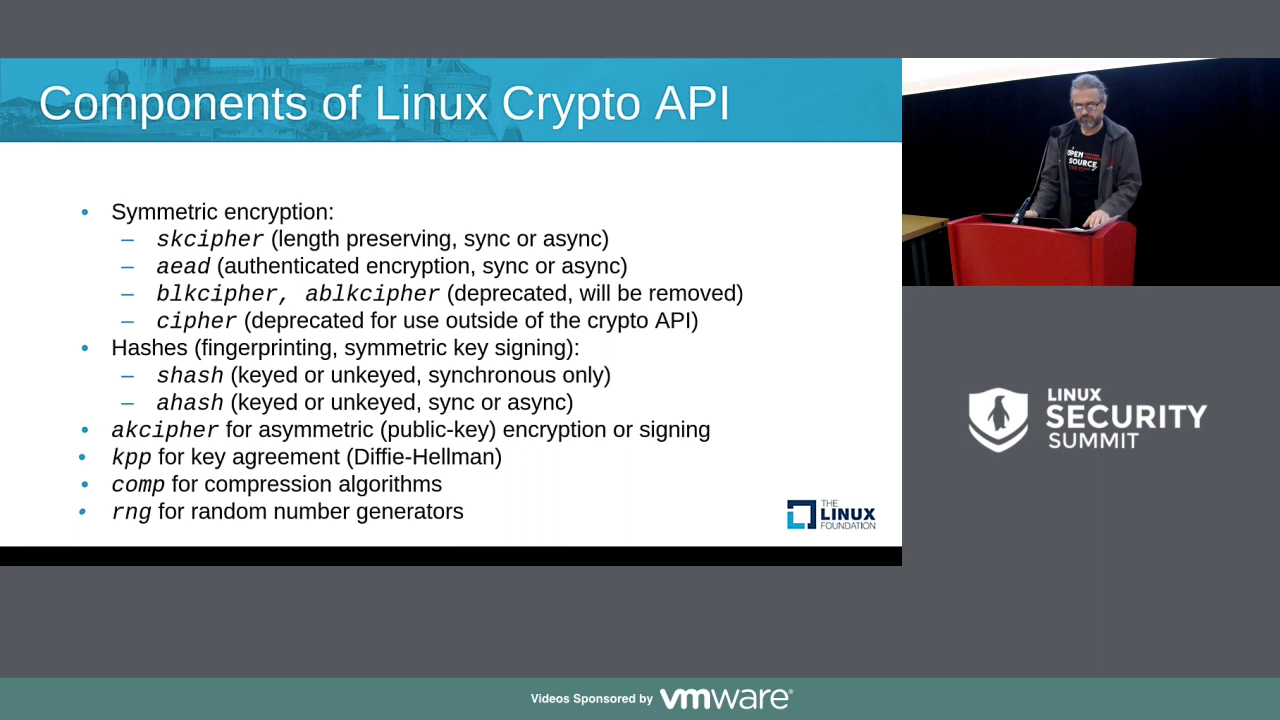 Components of Linux Crypto API
• Symmetric encryption:
– skcipher (length preserving, sync or async)
– aead (authenticated encryption, sync or async)
– blkcipher, ablkcipher (deprecated, will be removed)
– cipher (deprecated for use outside of the crypto API)
• Hashes (fingerprinting, symmetric key signing):
– shash (keyed or unkeyed, synchronous only)
– ahash (keyed or unkeyed, sync or async)
• akcipher for asymmetric (public-key) encryption or signing
• kpp for key agreement (Diffie-Hellman)
• comp for compression algorithms
• rng for random number generators
THE
LINUX
FOUNDATION
OPEN
SOURCE
LINUX
SECURITY
SUMMIT
Videos Sponsored by vmware®